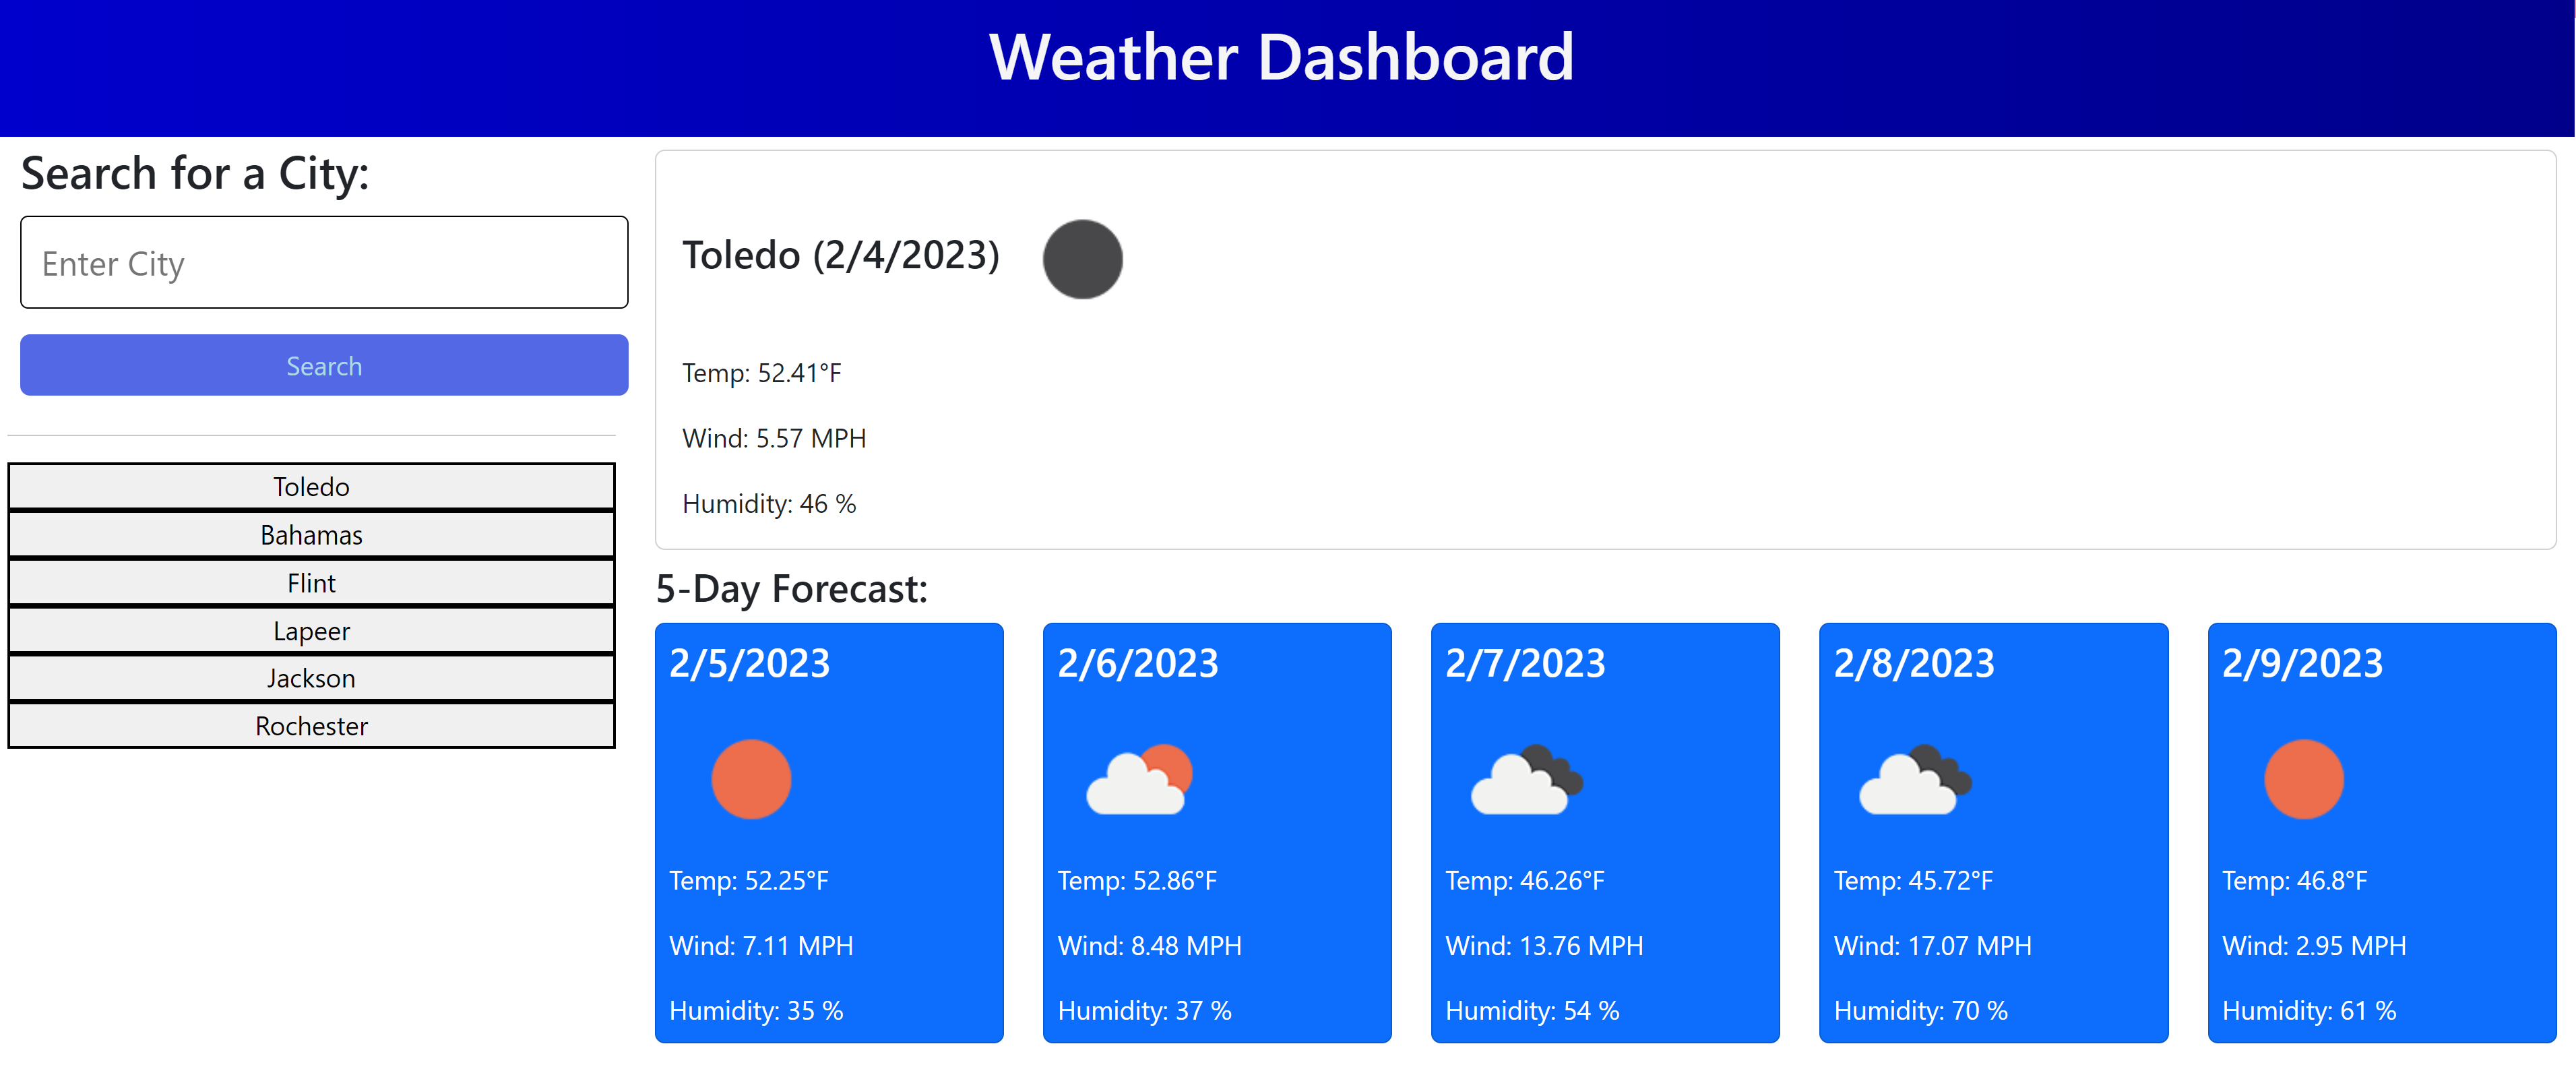 Weather Dashboard
Search for a City:
Enter City
Search
Toledo
Bahamas
Flint
Lapeer
Jackson
Rochester
Toledo (2/4/2023)
Temp: 52.41°F
Wind: 5.57 MPH
Humidity: 46 %
5-Day Forecast:
2/5/2023
Temp: 52.25°F
Wind: 7.11 MPH
Humidity: 35 %
2/6/2023
Temp: 52.86°F
Wind: 8.48 MPH
Humidity: 37 %
2/7/2023
Temp: 46.26°F
Wind: 13.76 MPH
Humidity: 54 %
2/8/2023
Temp: 45.72°F
Wind: 17.07 MPH
Humidity: 70 %
2/9/2023
Temp: 46.8°F
Wind: 2.95 MPH
Humidity: 61 %